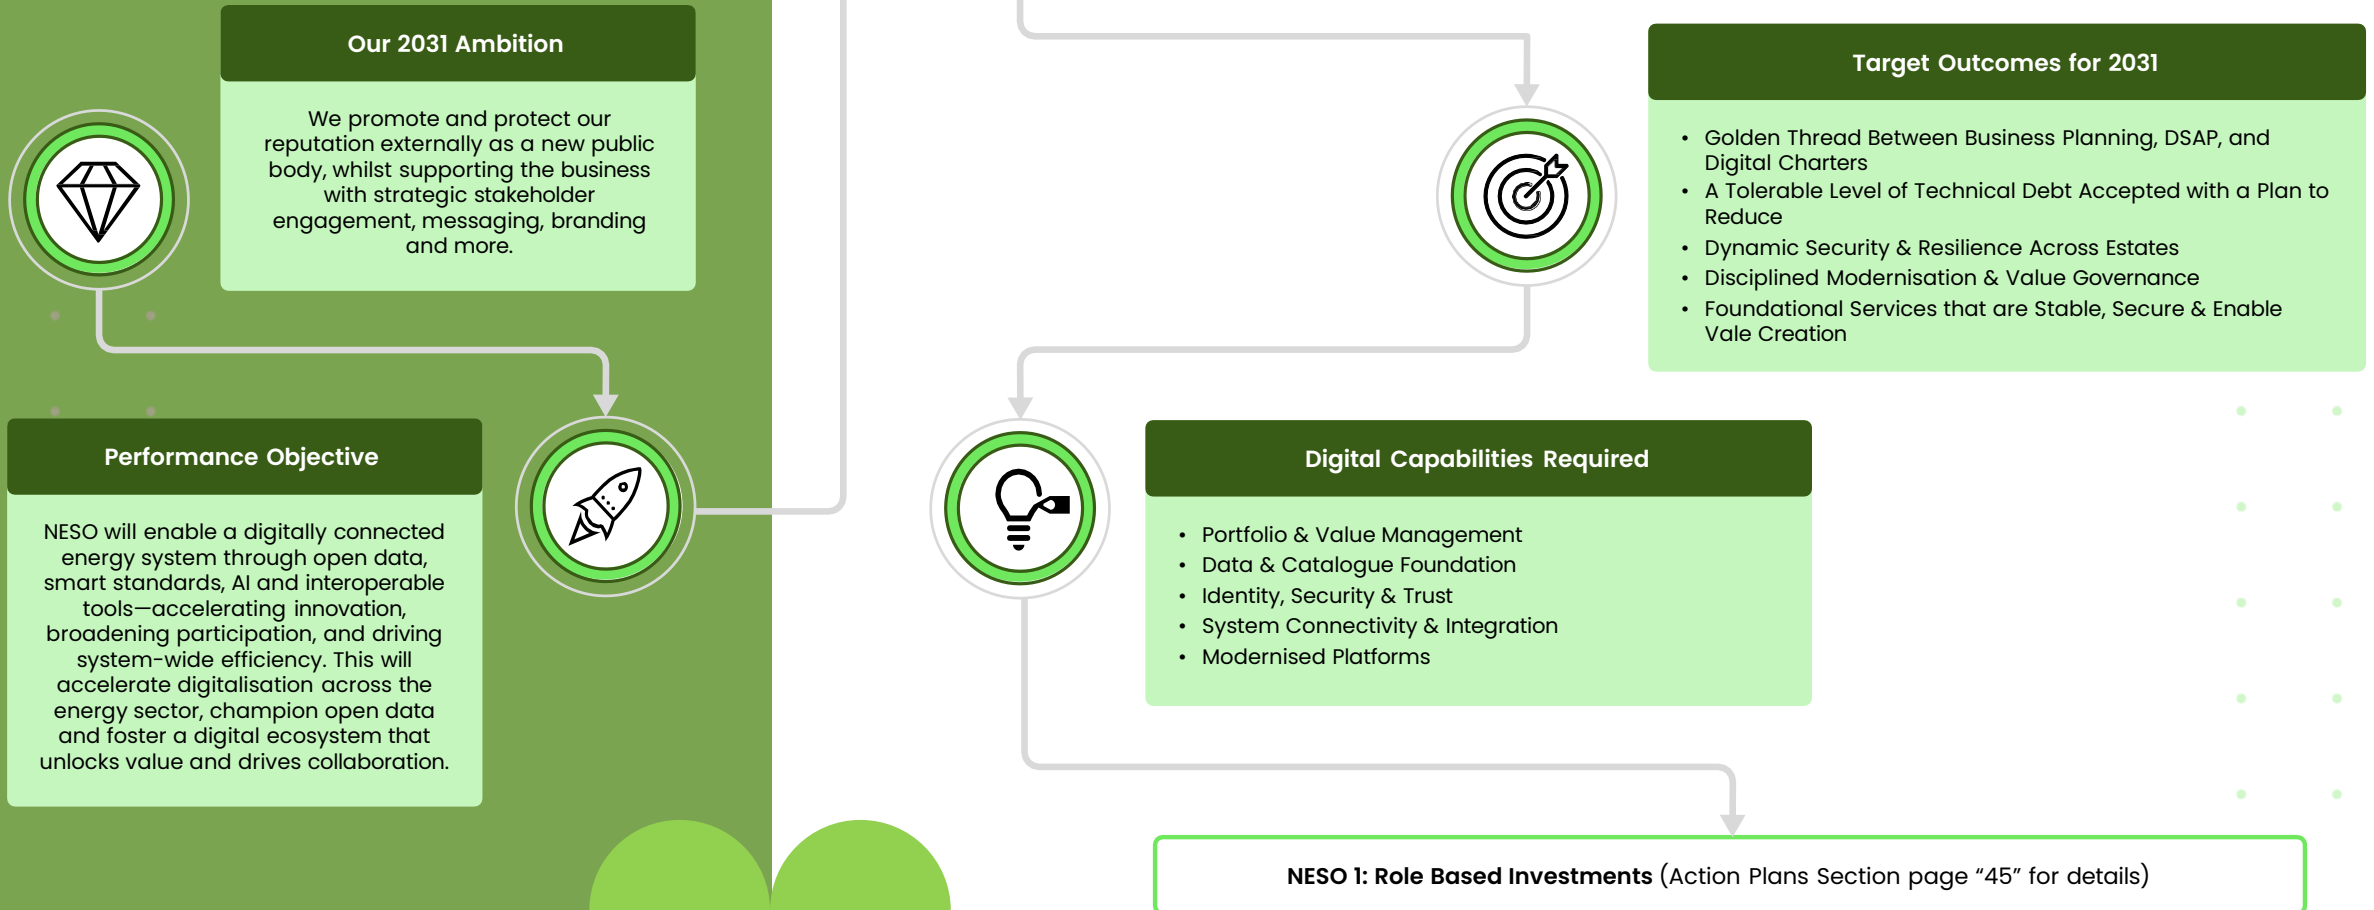 Our 2031 Ambition
We promote and protect our
reputation externally as a new public
body, whilst supporting the business
with strategic stakeholder
engagement, messaging, branding
and more.
Performance Objective
NESO will enable a digitally connected
energy system through open data,
smart standards, AI and interoperable
tools—accelerating innovation,
broadening participation, and driving
system-wide efficiency. This will
accelerate digitalisation across the
energy sector, champion open data
and foster a digital ecosystem that
unlocks value and drives collaboration.
Target Outcomes for 2031
• Golden Thread Between Business Planning, DSAP, and
Digital Charters
• A Tolerable Level of Technical Debt Accepted with a Plan to
Reduce
• Dynamic Security & Resilience Across Estates
• Disciplined Modernisation & Value Governance
• Foundational Services that are Stable, Secure & Enable
Vale Creation
Digital Capabilities Required
• Portfolio & Value Management
• Data & Catalogue Foundation
• Identity, Security & Trust
• System Connectivity & Integration
• Modernised Platforms
NESO 1: Role Based Investments (Action Plans Section page “45” for details)